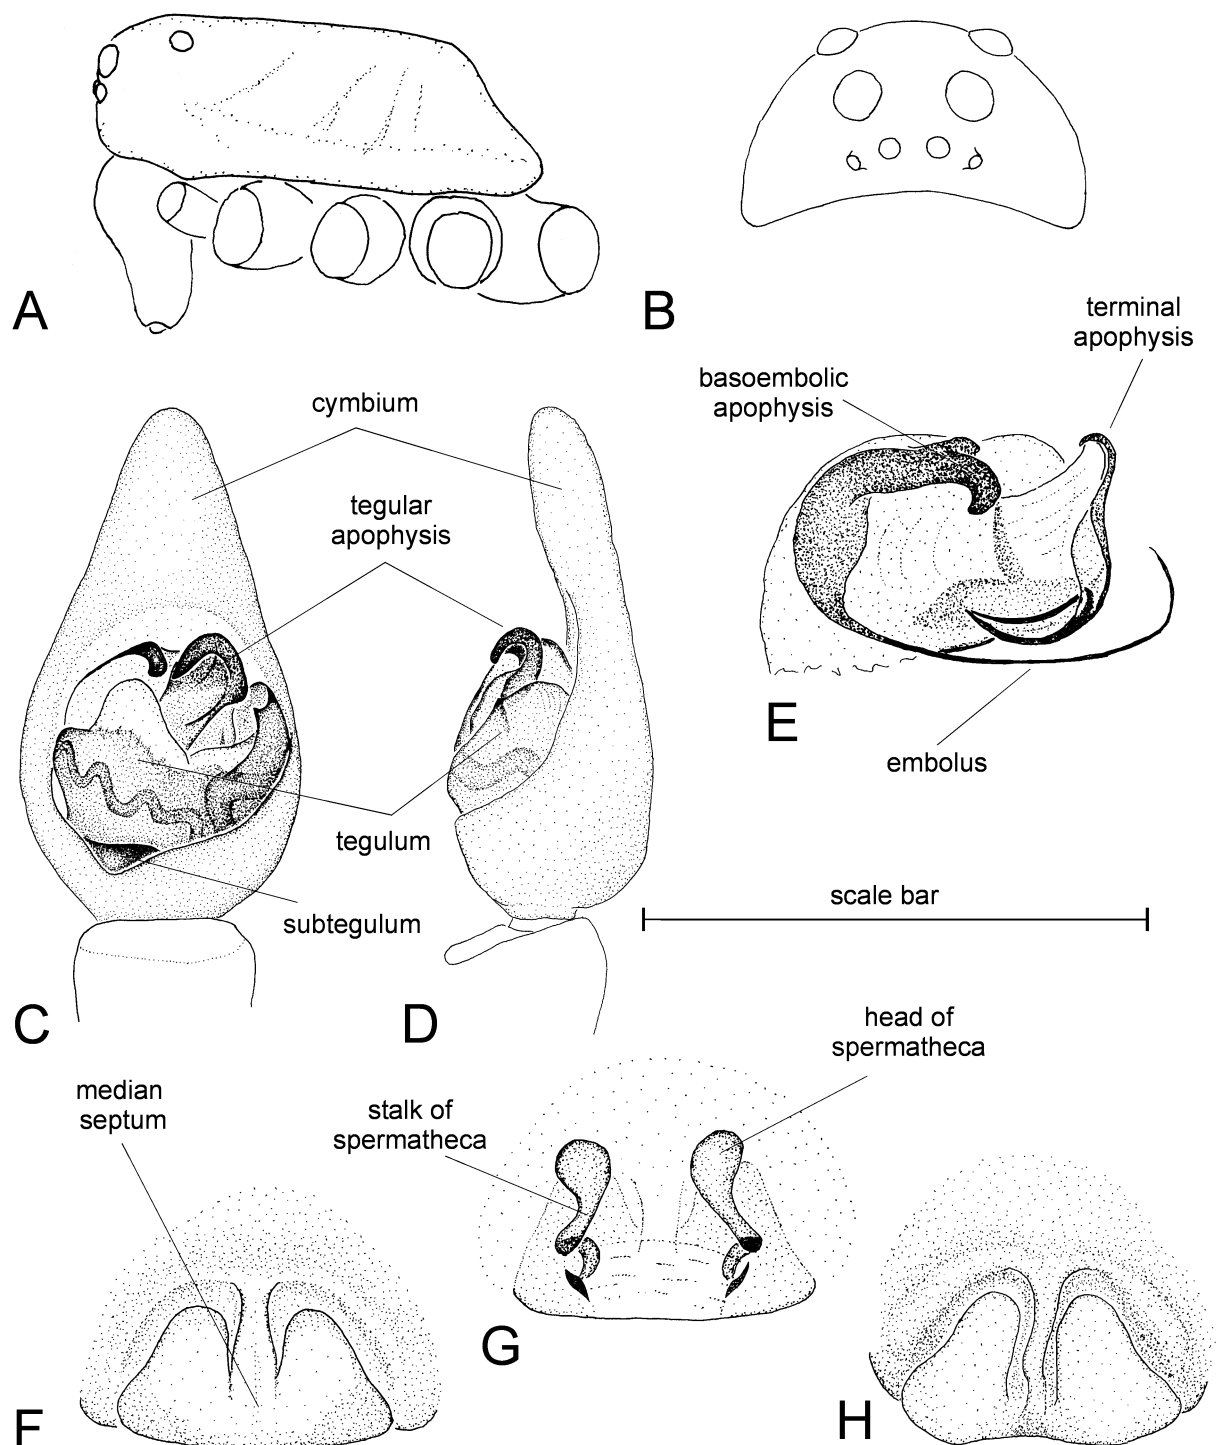 A
B
terminal
apophysis
basoembolic
apophysis
cymbium
tegular
apophysis
E
embolus
tegulum
scale bar
subtegulum
C
D
head of
spermatheca
median
septum
stalk of
spermatheca
G
F
H